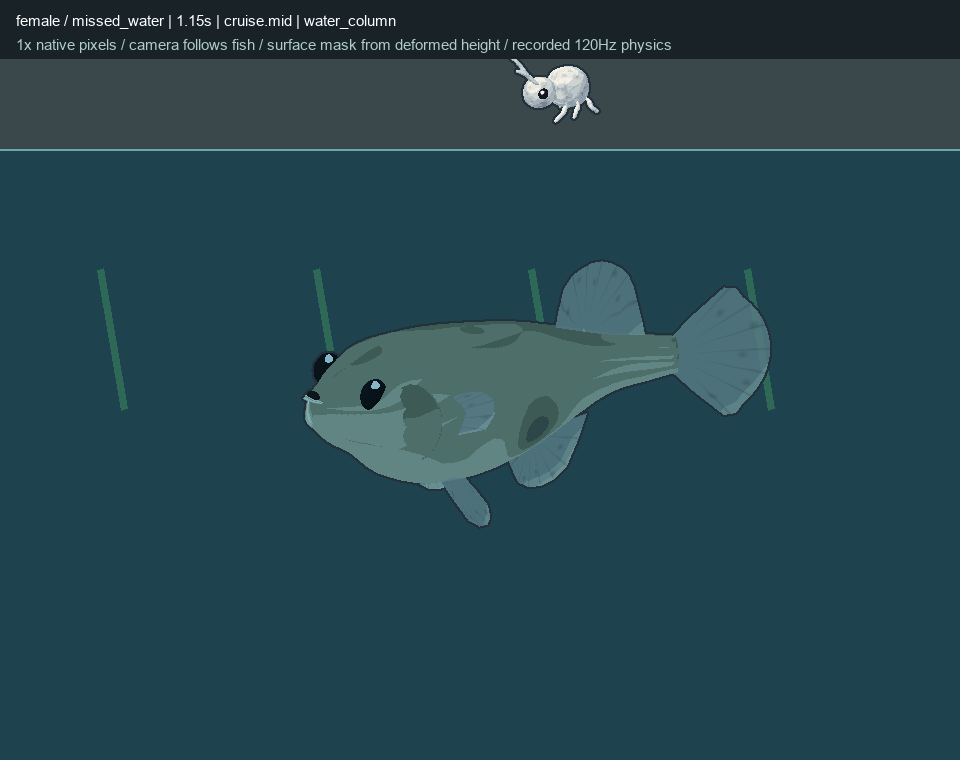 female / missed_water | 1.15s | cruise.mid | water_column
1x native pixels / camera follows fish / surface mask from deformed height / recorded 120Hz physics